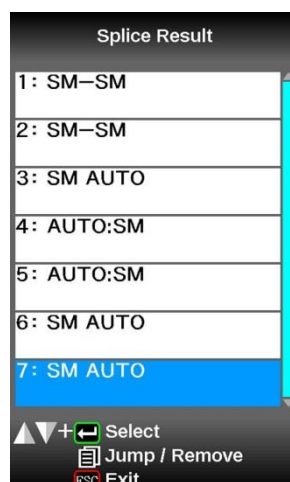 Splice Result
1: SM-SM
2: SM-SM
3: SM AUTO
4: AUTO:SM
5: AUTO:SM
6: SM AUTO
7: SM AUTO
+ Select
Jump / Remove
ESC Exit